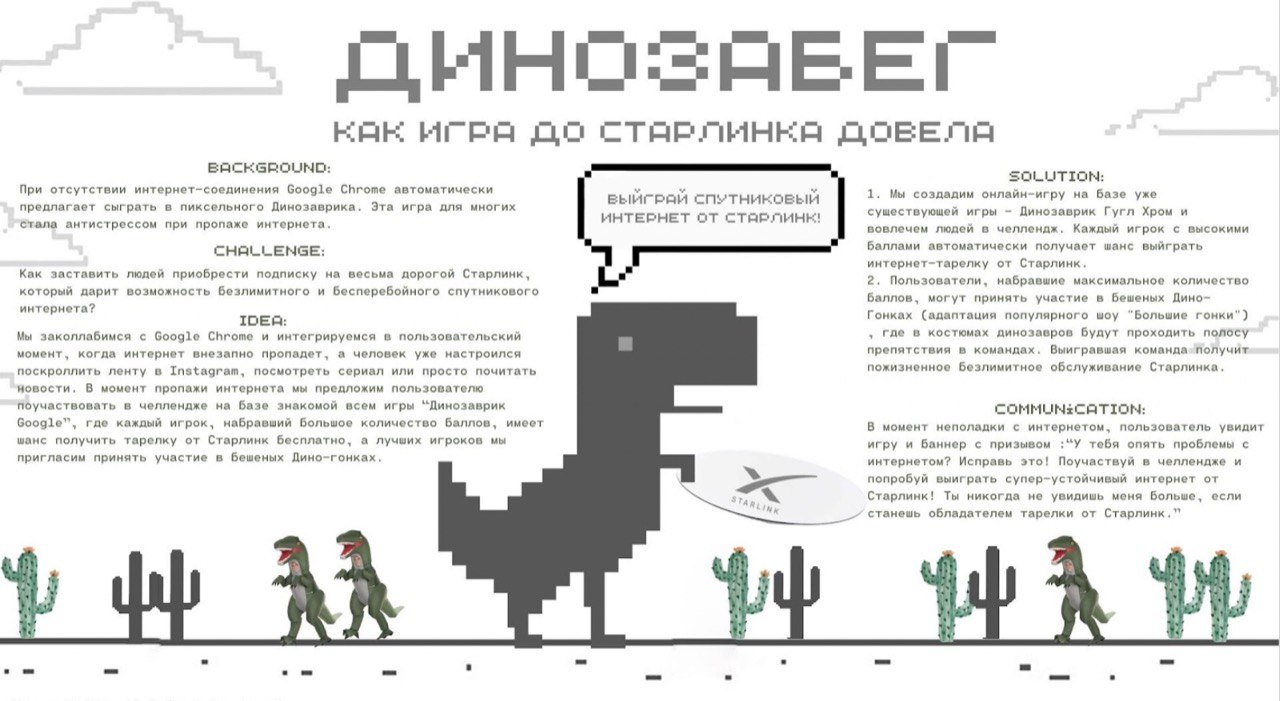 ДИНОЗАБЕГ
КАК ИГРА ДО СТАРЛИНКА ДОВЕЛА
BACKGROUND:
При отсутствии интернет-соединения Google Chrome автоматически
предлагает сыграть в пиксельного Динозаврика. Эта игра для многих
стала антистрессом при пропаже интернета.
CHALLENGE:
Как заставить людей приобрести подписку на весьма дорогой Старлинк,
который дарит возможность Безлимитного и Бесперебойного спутникового
интернета?
IDEA:
Мы заколлабимся с Google Chrome и интегрируемся в пользовательский
момент, когда интернет внезапно пропадет, а человек уже настроился
поскроллить ленту в Instagram, посмотреть сериал или просто почитать
новости. В момент пропажи интернета мы предложим пользователю
поучаствовать в челлендже на базе знакомой всем игры “Динозаврик
Google”, где каждый игрок, набравший Большое количество баллов, имеет
шанс получить тарелку от Старлинк Бесплатно, а лучших игроков мы
пригласим принять участие в Бешеных Дино-гонках.
ВЫЙГРАЙ СПУТНИКОВЫЙ
ИНТЕРНЕТ ОТ СТАРЛИНК!
STARLINK
SOLUTION:
1. Мы создадим онлайн-игру на Базе уже
существующей игры - Динозаврик Гугл Хром и
вовлечем людей в челлендж. Каждый игрок с высокими
Баллами автоматически получает шанс выйграть
интернет-тарелку от Старлинк.
2. Пользователи, набравшие максимальное количество
Баллов, могут принять участие в Бешеных Дино-
Гонках (адаптация популярного шоу "Большие гонки")
, где в костюмах динозавров будут проходить полосу
препятствия в командах. Выигравшая команда получит
пожизненное Безлимитное обслуживание Старлинка.
COMMUNiCATION:
В момент неполадки с интернетом, пользователь увидит
игру и Баннер с призывом :“У тебя опять проблемы с
интернетом? Исправь это! Поучаствуй в челлендже и
попробуй выиграть супер-устойчивый интернет от
Старлинк! Ты никогда не увидишь меня Больше, если
станешь обладателем тарелки от Старлинк.”